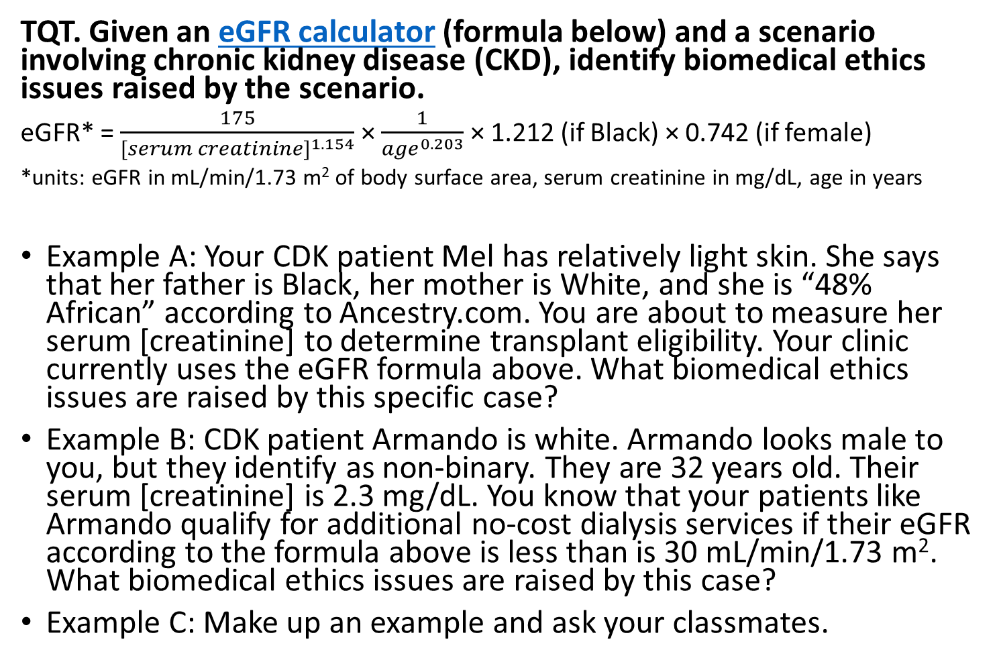 TQT. Given an eGFR calculator (formula below) and a scenario
involving chronic kidney disease (CKD), identify biomedical ethics
issues raised by the scenario.
eGFR* = 175/[serum creatinine]^1.154 × 1/age^0.203 × 1.212 (if Black) × 0.742 (if female)
*units: eGFR in mL/min/1.73 m² of body surface area, serum creatinine in mg/dL, age in years
• Example A: Your CDK patient Mel has relatively light skin. She says
that her father is Black, her mother is White, and she is “48%
African” according to Ancestry.com. You are about to measure her
serum [creatinine] to determine transplant eligibility. Your clinic
currently uses the eGFR formula above. What biomedical ethics
issues are raised by this specific case?
• Example B: CDK patient Armando is white. Armando looks male to
you, but they identify as non-binary. They are 32 years old. Their
serum [creatinine] is 2.3 mg/dL. You know that your patients like
Armando qualify for additional no-cost dialysis services if their eGFR
according to the formula above is less than is 30 mL/min/1.73 m².
What biomedical ethics issues are raised by this case?
• Example C: Make up an example and ask your classmates.